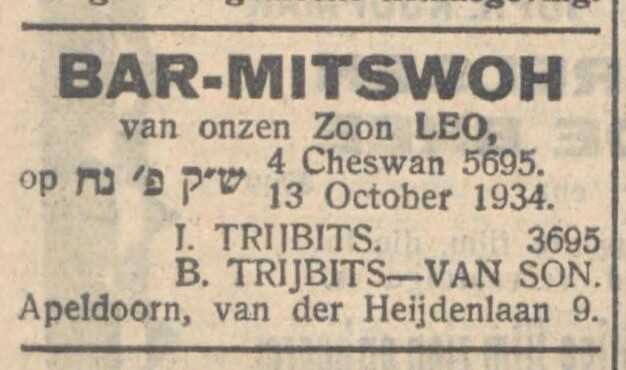 BAR-MITSWOH
van onzen Zoon LEO,
op ש״ק פ׳ נח 4 Cheswan 5695.
13 October 1934.
I. TRIJBITS. 3695
B. TRIJBITS—VAN SON.
Apeldoorn, van der Heijdenlaan 9.